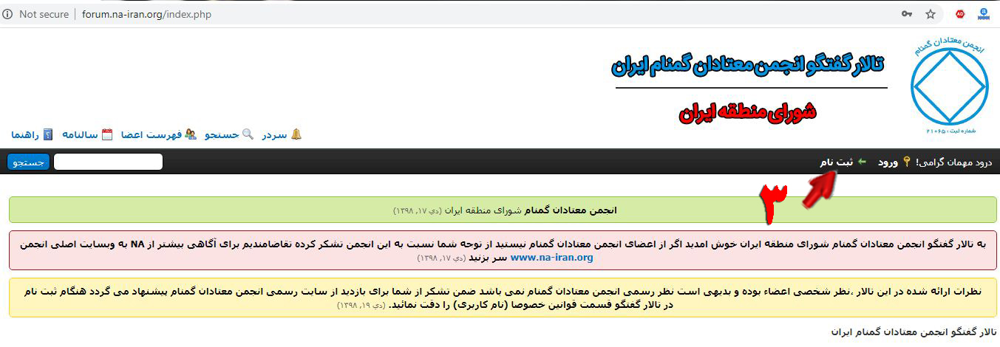 Not secure | forum.na-iran.org/index.php
انجمن معتادان گمنام
شماره ثبت : ۲۱۰۶۵
تالار گفتگو انجمن معتادان گمنام ایران
شورای منطقه ایران
سردر جستجو فهرست اعضا سالنامه راهنما
درود مهمان گرامی! ورود ثبت نام جستجو
۳
انجمن معتادان گمنام شورای منطقه ایران (دي ۱۷, ۱۳۹۸)
به تالار گفتگو انجمن معتادان گمنام شورای منطقه ایران خوش امدید اگر از اعضای انجمن معتادان گمنام نیستید از توجه شما نسبت به این انجمن تشکر کرده تقاضامندیم برای آگاهی بیشتر از NA به وبسایت اصلی انجمن
www.na-iran.org سر بزنید (دي ۱۷, ۱۳۹۸)
نظرات ارائه شده در این تالار ،نظر شخصی اعضاء بوده و بدیهی است نظر رسمی انجمن معتادان گمنام نمی باشد ضمن تشکر از شما برای بازدید از سایت رسمی انجمن معتادان گمنام پیشنهاد می گردد هنگام ثبت نام
در تالار گفتگو قسمت قوانین خصوصا (نام کاربری) را دقت نمائید. (دي ۱۹, ۱۳۹۸)
تالار گفتگو انجمن معتادان گمنام ایران